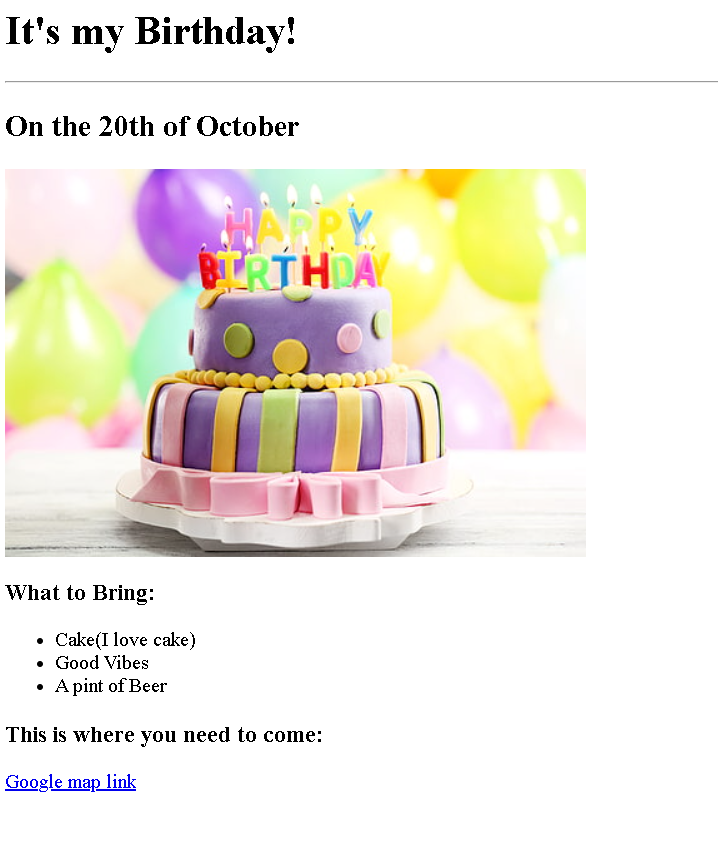 It's my Birthday!
On the 20th of October
HAPPY
BIRTHDAY
What to Bring:
Cake(I love cake)
Good Vibes
A pint of Beer
This is where you need to come:
Google map link